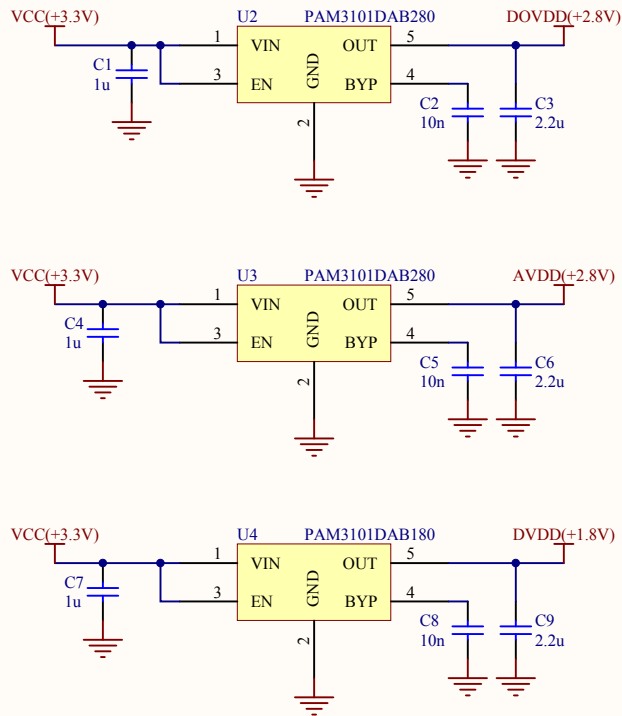 U2 PAM3101DAB280
VCC(+3.3V) DOVDD(+2.8V)
1 VIN OUT 5
C1
1u
3 EN GND BYP 4
C2
10n
C3
2.2u
2
U3 PAM3101DAB280
VCC(+3.3V) AVDD(+2.8V)
1 VIN OUT 5
C4
1u
3 EN GND BYP 4
C5
10n
C6
2.2u
2
U4 PAM3101DAB180
VCC(+3.3V) DVDD(+1.8V)
1 VIN OUT 5
C7
1u
3 EN GND BYP 4
C8
10n
C9
2.2u
2